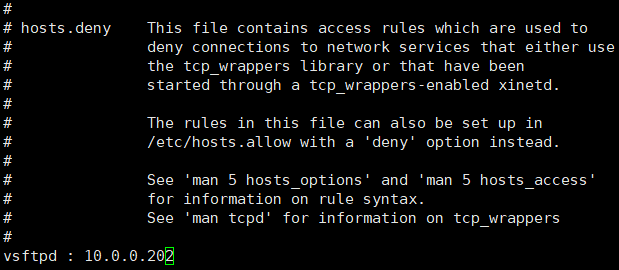 #
# hosts.deny    This file contains access rules which are used to
#               deny connections to network services that either use
#               the tcp_wrappers library or that have been
#               started through a tcp_wrappers-enabled xinetd.
#
#               The rules in this file can also be set up in
#               /etc/hosts.allow with a 'deny' option instead.
#
#               See 'man 5 hosts_options' and 'man 5 hosts_access'
#               for information on rule syntax.
#               See 'man tcpd' for information on tcp_wrappers
#
vsftpd : 10.0.0.202